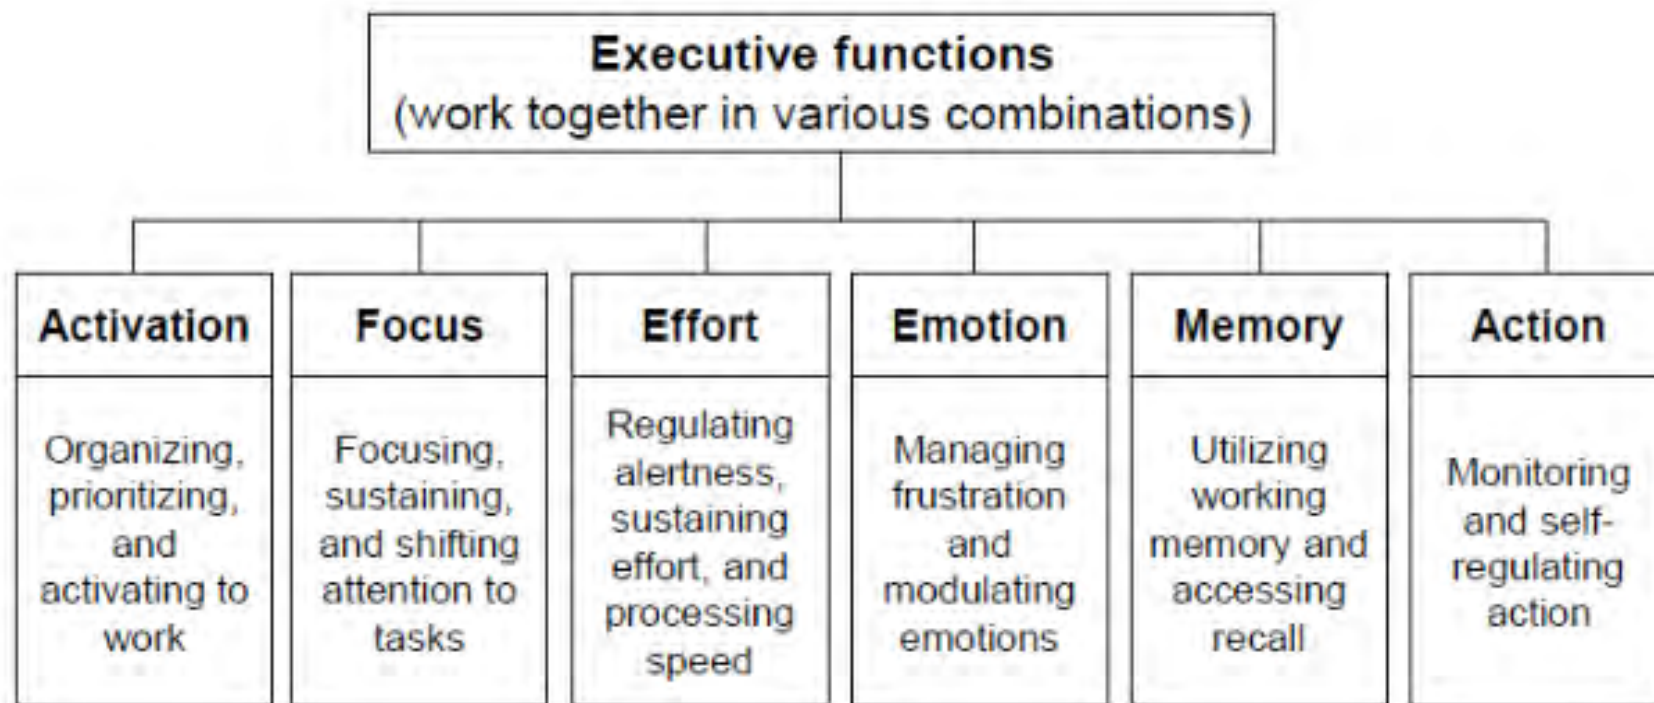 Executive functions
(work together in various combinations)
Activation
Organizing,
prioritizing,
and
activating to
work
Focus
Focusing,
sustaining,
and shifting
attention to
tasks
Effort
Regulating
alertness,
sustaining
effort, and
processing
speed
Emotion
Managing
frustration
and
modulating
emotions
Memory
Utilizing
working
memory and
accessing
recall
Action
Monitoring
and self-
regulating
action